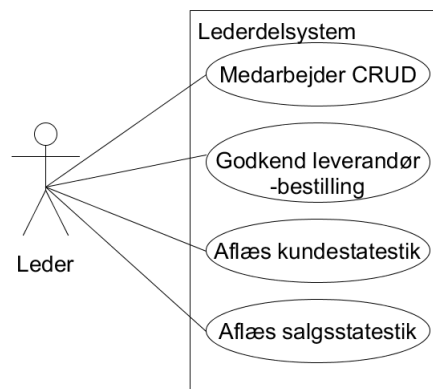 Lederdelsystem
Medarbejder CRUD
Godkend leverandør
-bestilling
Leder
Aflæs kundestatestik
Aflæs salgsstatestik